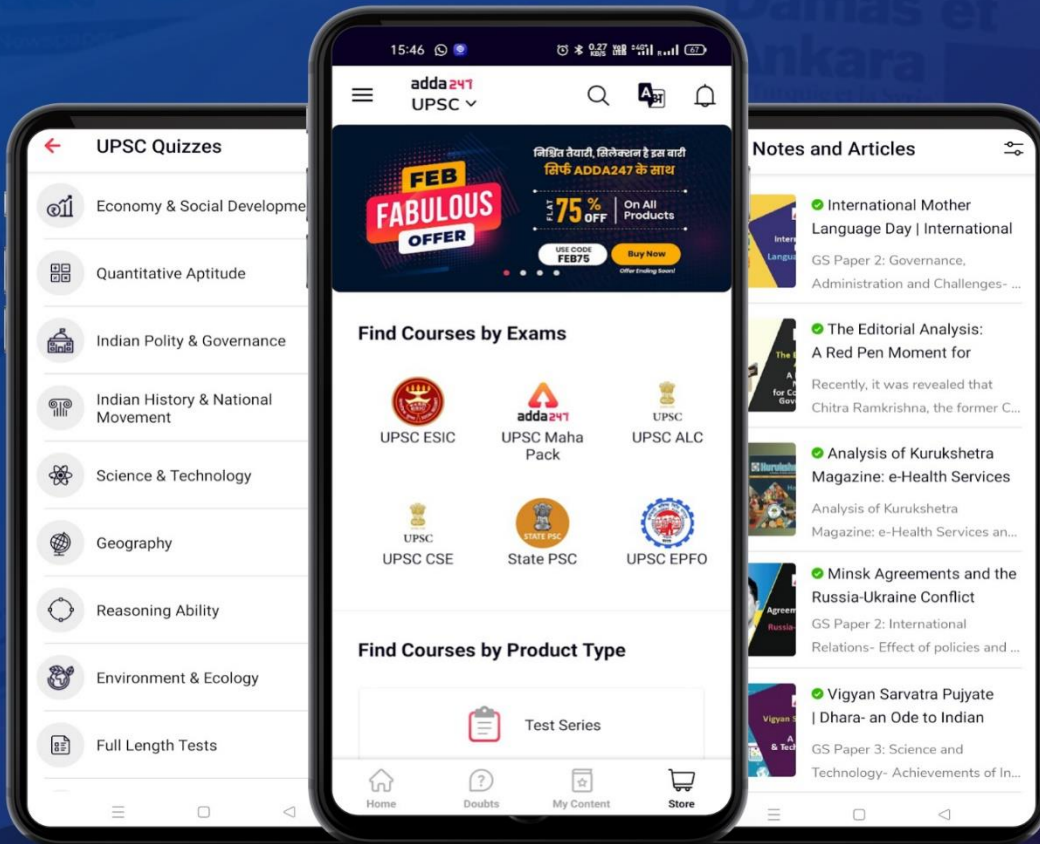 Damas et
Ankara
UPSC Quizzes
Economy & Social Developme
Quantitative Aptitude
Indian Polity & Governance
Indian History & National
Movement
Science & Technology
Geography
Reasoning Ability
Environment & Ecology
Full Length Tests
15:46
0.27
KB/S
67
adda247
UPSC
FEB
FABULOUS
OFFER
निश्चित तैयारी, सिलेक्शन है इस बारी
सिर्फ ADDA247 के साथ
FLAT 75% OFF
On All
Products
USE CODE
FEB75
Buy Now
Offer Ending Soon!
Find Courses by Exams
UPSC ESIC
adda247
UPSC Maha
Pack
UPSC
UPSC ALC
UPSC
UPSC CSE
STATE PSC
State PSC
UPSC EPFO
Find Courses by Product Type
Test Series
Home
Doubts
My Content
Store
Notes and Articles
International Mother
Language Day | International
GS Paper 2: Governance,
Administration and Challenges- ...
The Editorial Analysis:
A Red Pen Moment for
Recently, it was revealed that
Chitra Ramkrishna, the former C...
Analysis of Kurukshetra
Magazine: e-Health Services
Analysis of Kurukshetra
Magazine: e-Health Services an...
Minsk Agreements and the
Russia-Ukraine Conflict
GS Paper 2: International
Relations- Effect of policies and ...
Vigyan Sarvatra Pujyate
| Dhara- an Ode to Indian
GS Paper 3: Science and
Technology- Achievements of In...